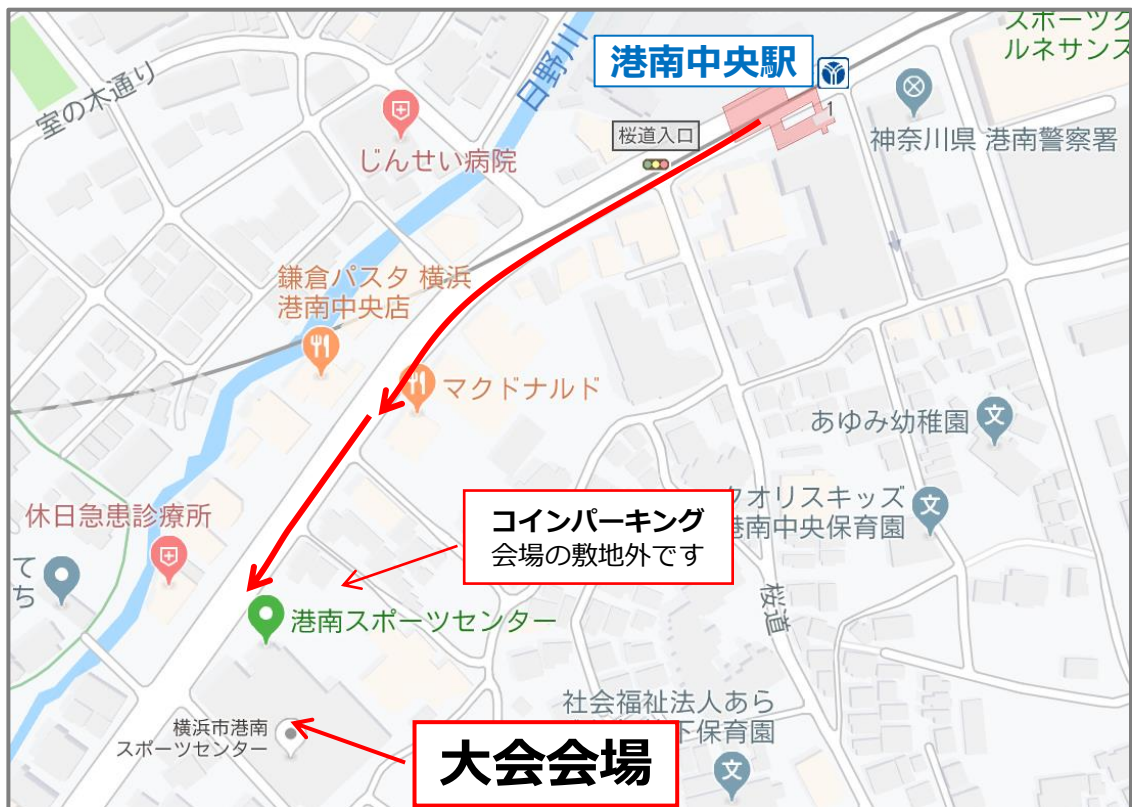 スポーツク
ルネサンス
港南中央駅
1
神奈川県 港南警察署
日野川
室の木通り
桜道入口
じんせい病院
鎌倉パスタ 横浜
港南中央店
マクドナルド
あゆみ幼稚園
クオリスキッズ
港南中央保育園
コインパーキング
会場の敷地外です
休日急患診療所
て
ち
港南スポーツセンター
桜道
社会福祉法人あら
下保育園
横浜市港南
スポーツセンター
大会会場
文
文
文